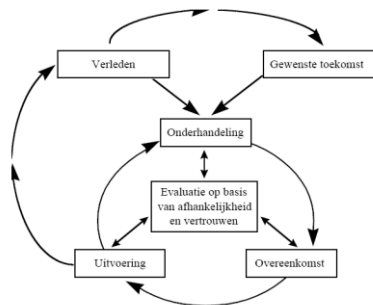 Verleden
Gewenste toekomst
Onderhandeling
Evaluatie op basis
van afhankelijkheid
en vertrouwen
Uitvoering
Overeenkomst